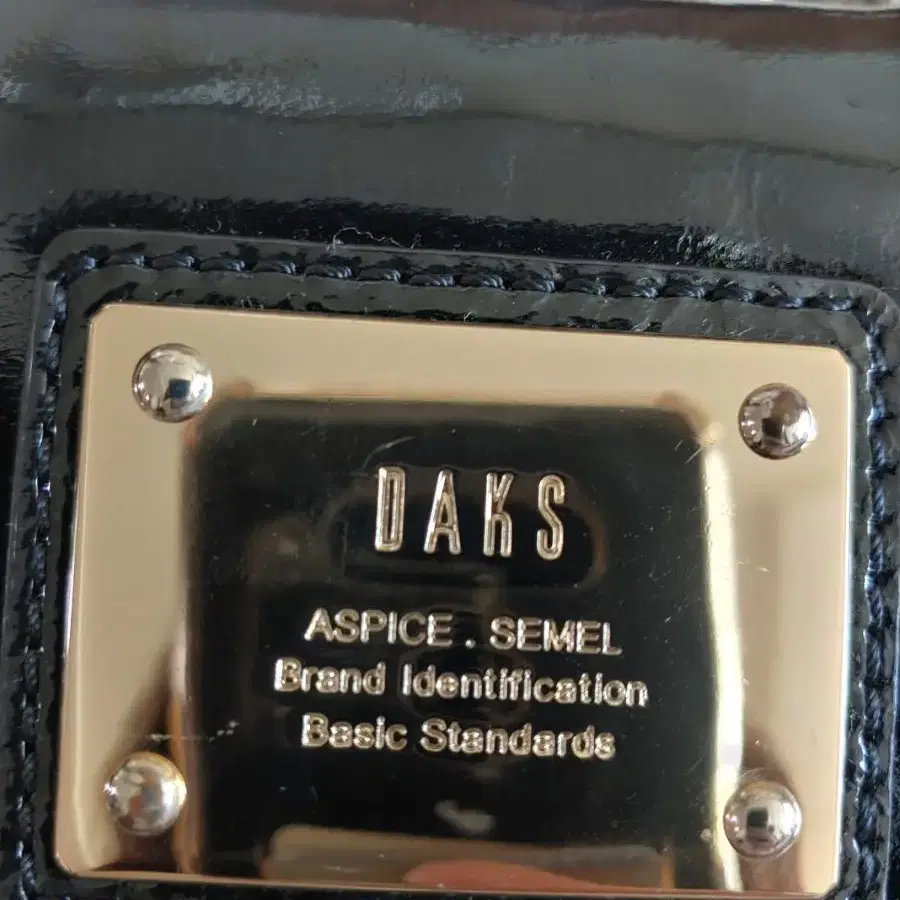 DAKS
ASPICE . SEMEL
Brand Identification
Basic Standards